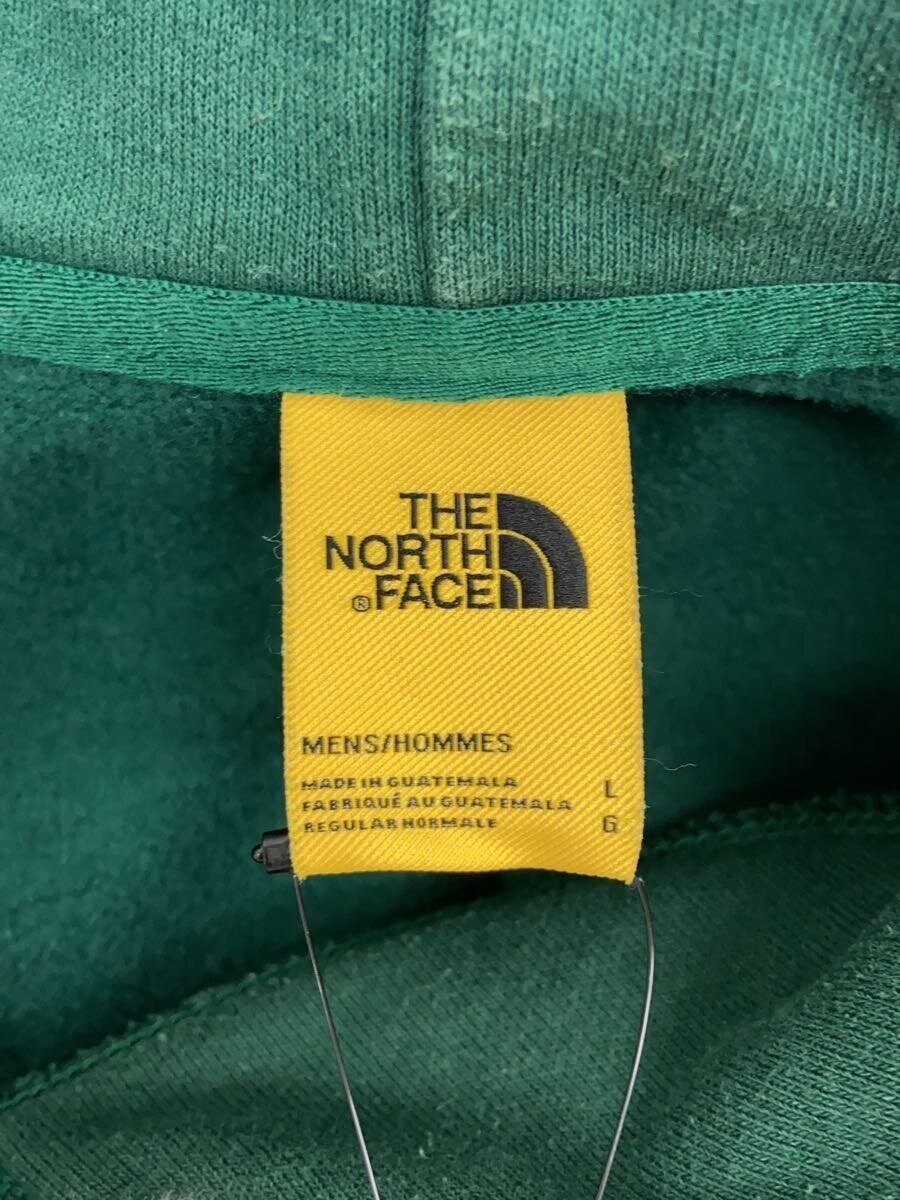 THE
NORTH
® FACE
MENS/HOMMES
MADE IN GUATEMALA L
FABRIQUÉ AU GUATEMALA
REGULAR NORMALE G